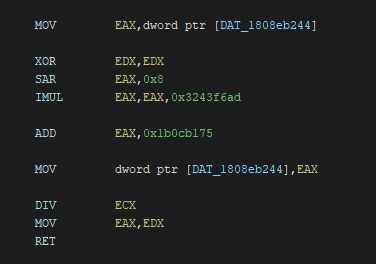 MOV EAX,dword ptr [DAT_1808eb244]
XOR EDX,EDX
SAR EAX,0x8
IMUL EAX,EAX,0x3243f6ad
ADD EAX,0x1b0cb175
MOV dword ptr [DAT_1808eb244],EAX
DIV ECX
MOV EAX,EDX
RET